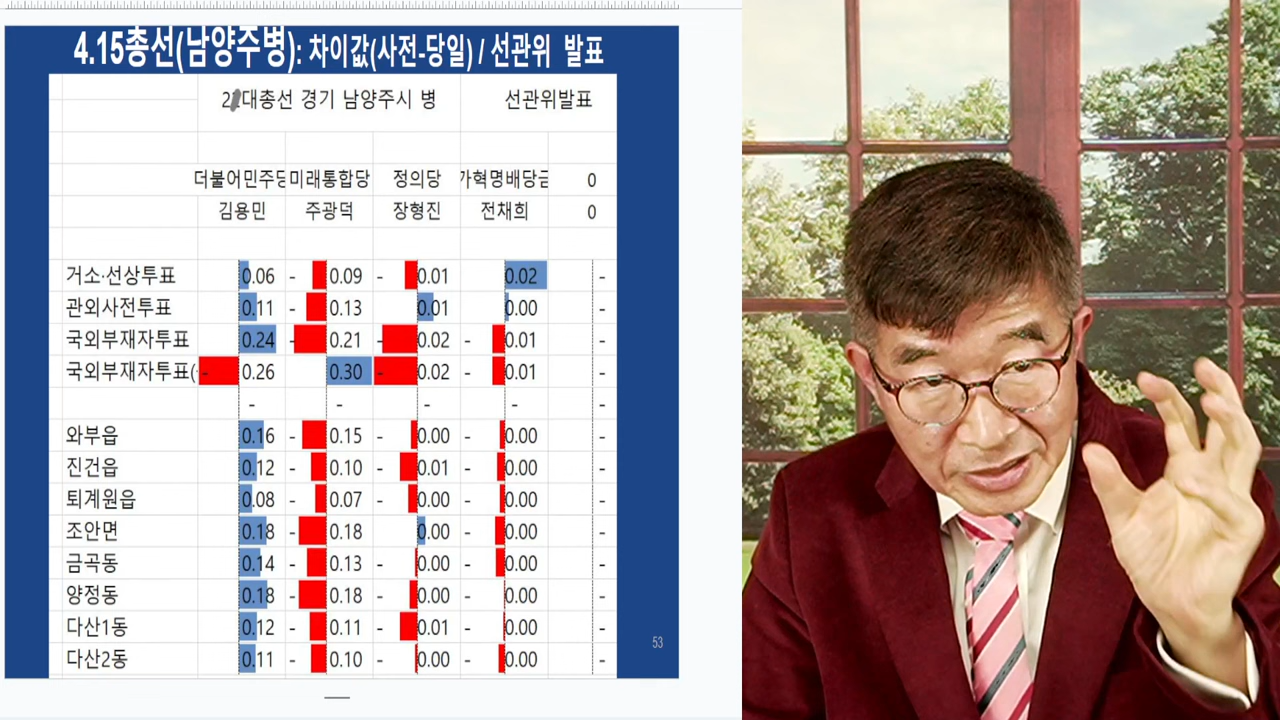 4.15총선(남양주병): 차이값(사전-당일) / 선관위 발표
대총선 경기 남양주시 병 선관위발표
더불어민주당 미래통합당 정의당 가혁명배당금 0
김용민 주광덕 장형진 전채희 0
거소·선상투표 0.06 - 0.09 - 0.01 0.02 -
관외사전투표 0.11 - 0.13 0.01 0.00 -
국외부재자투표 0.24 - 0.21 - 0.02 - 0.01 -
국외부재자투표( - 0.26 0.30 - 0.02 - 0.01 -
- - - - -
와부읍 0.16 - 0.15 - 0.00 - 0.00 -
진건읍 0.12 - 0.10 - 0.01 - 0.00 -
퇴계원읍 0.08 - 0.07 - 0.00 - 0.00 -
조안면 0.18 - 0.18 0.00 - 0.00 -
금곡동 0.14 - 0.13 - 0.00 - 0.00 -
양정동 0.18 - 0.18 - 0.00 - 0.00 -
다산1동 0.12 - 0.11 - 0.01 - 0.00 -
다산2동 0.11 - 0.10 - 0.00 - 0.00 -
53